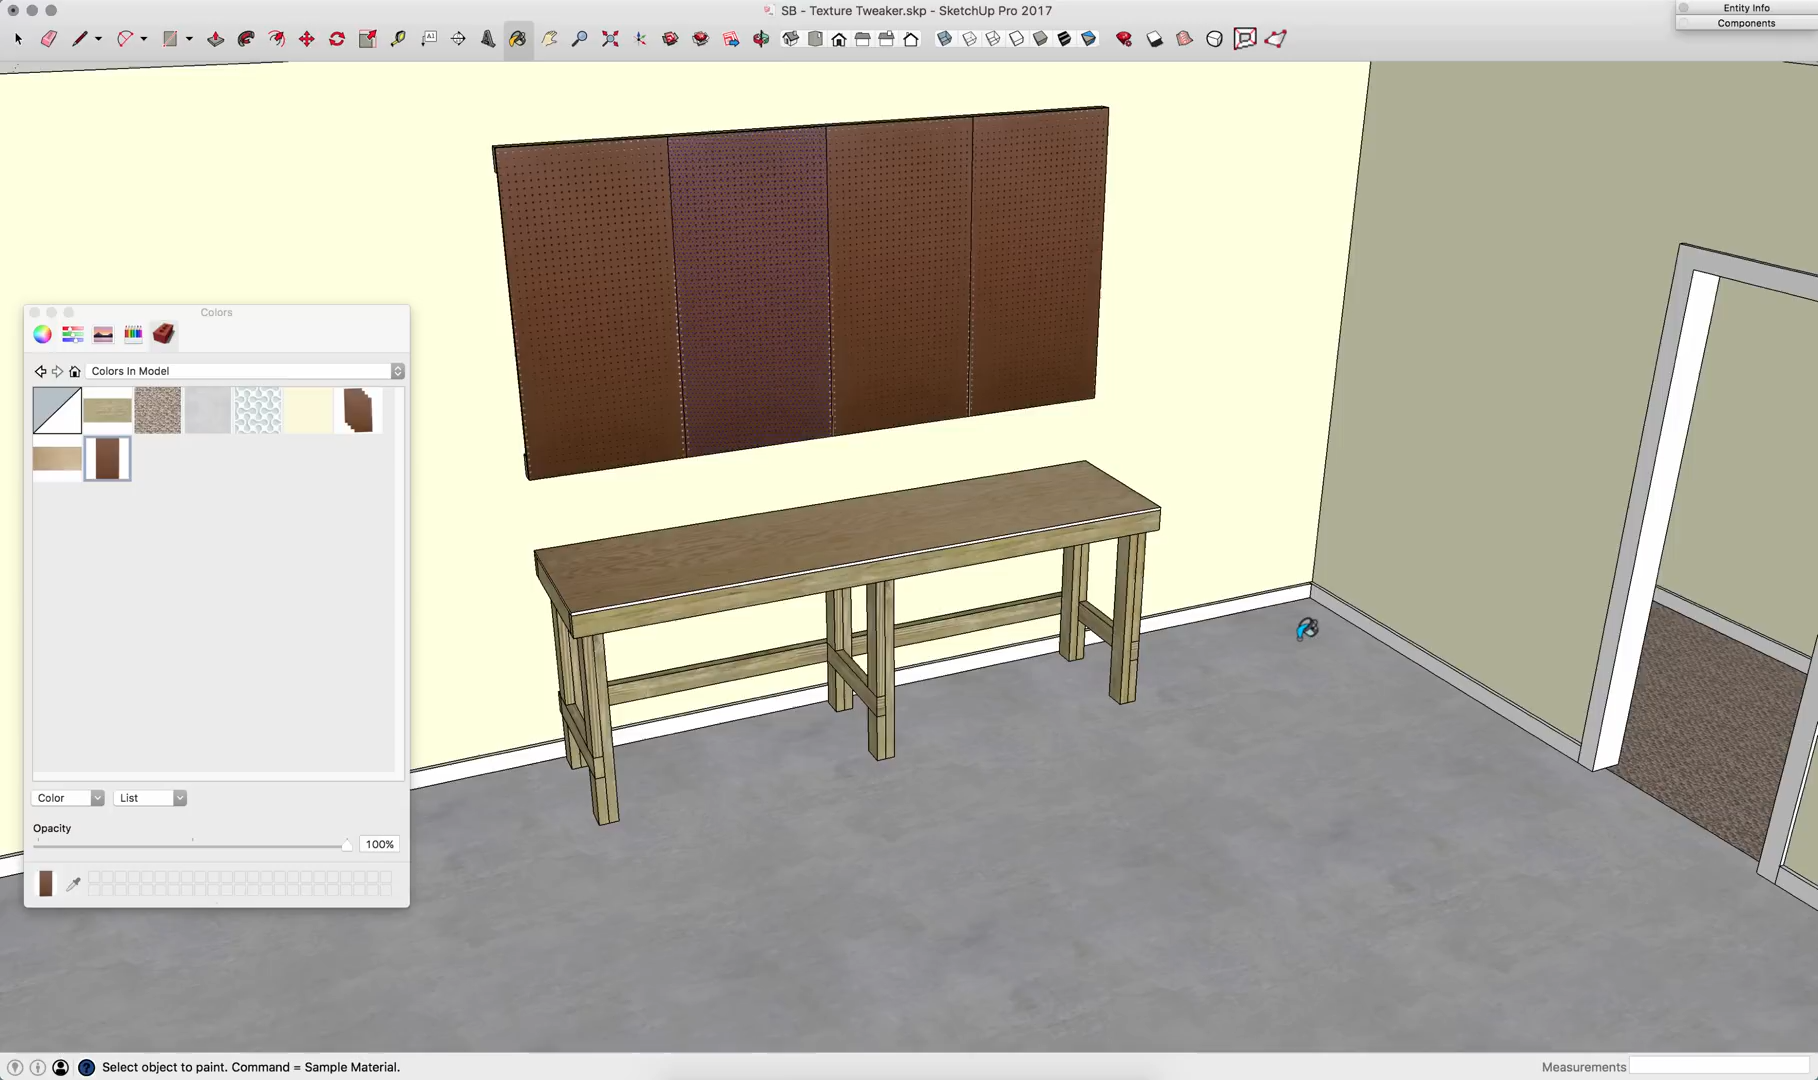 SB - Texture Tweaker.skp - SketchUp Pro 2017
Entity Info
Components
A1
Colors
Colors In Model
Color
List
Opacity
100%
Select object to paint. Command = Sample Material.
Measurements